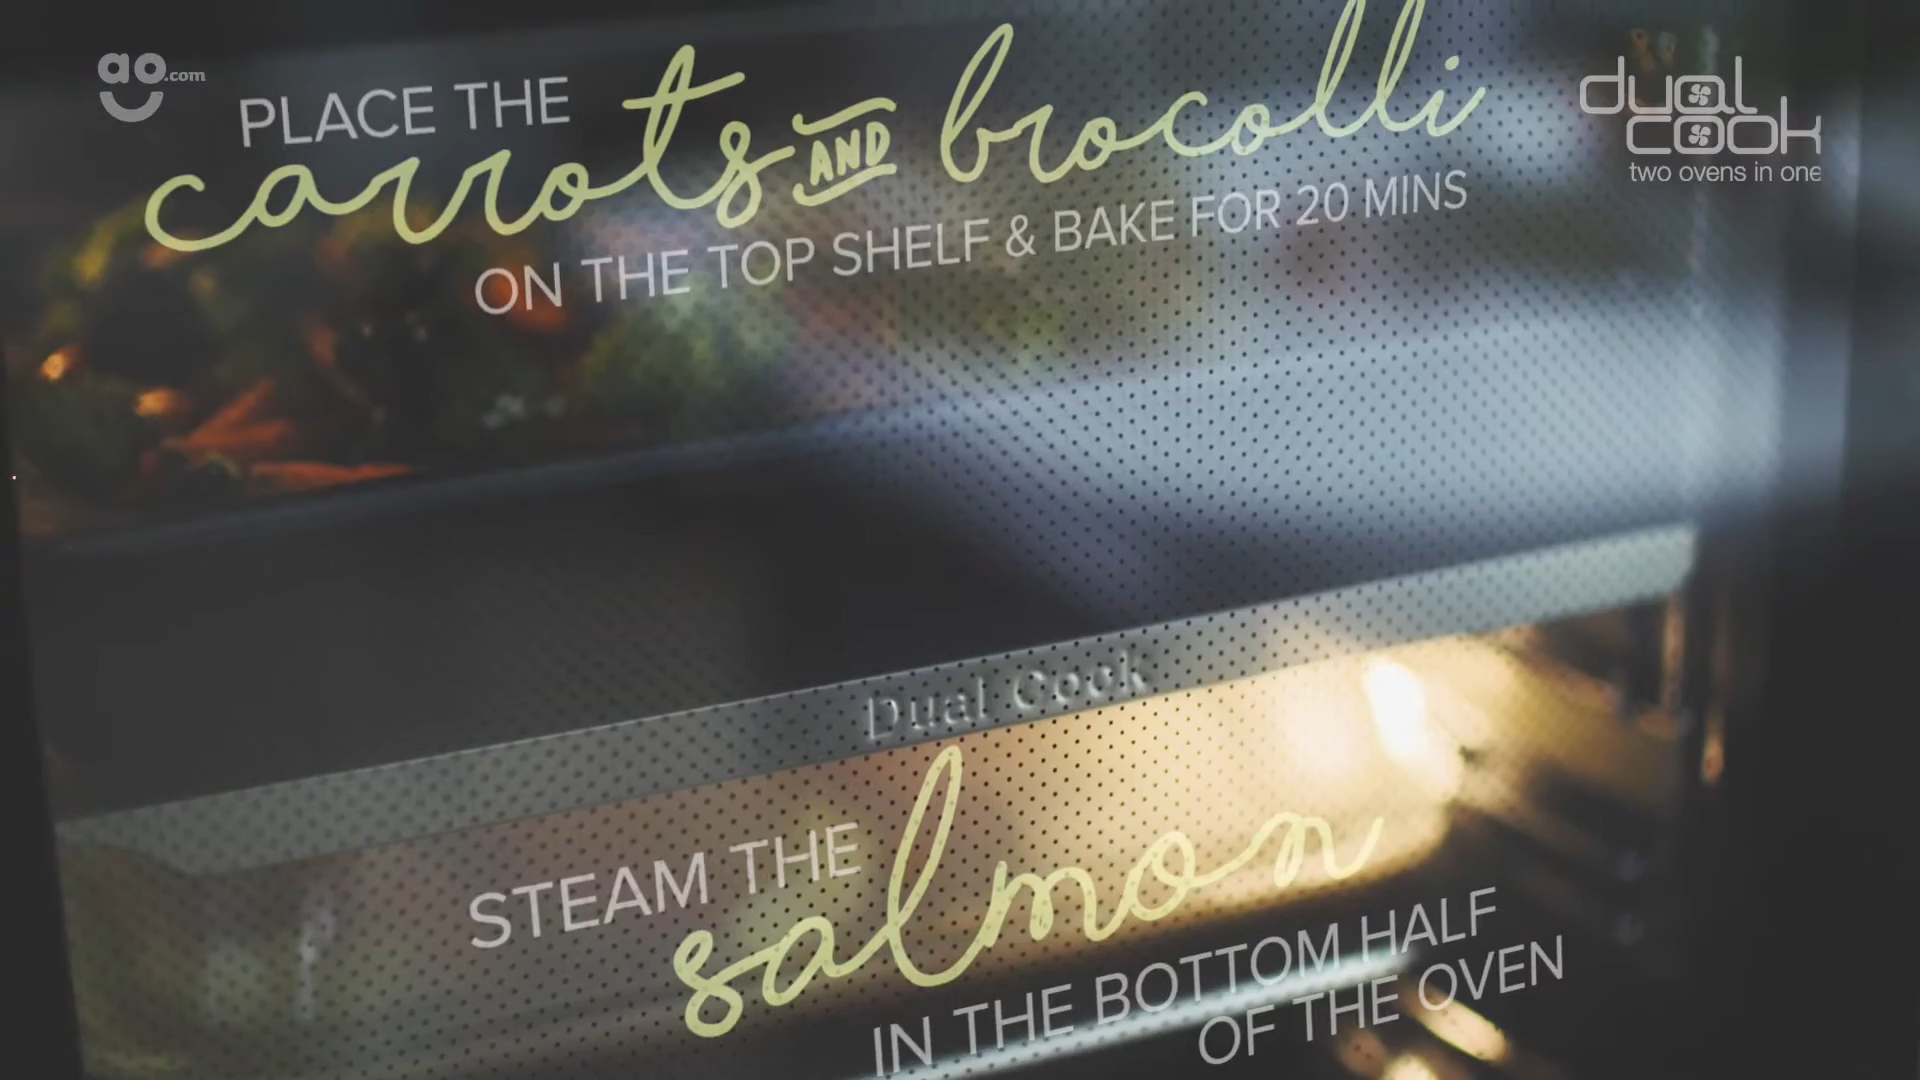 ao.com
dual cook
two ovens in one
PLACE THE
carrots AND brocolli
ON THE TOP SHELF & BAKE FOR 20 MINS
Dual Cook
STEAM THE
salmon
IN THE BOTTOM HALF
OF THE OVEN